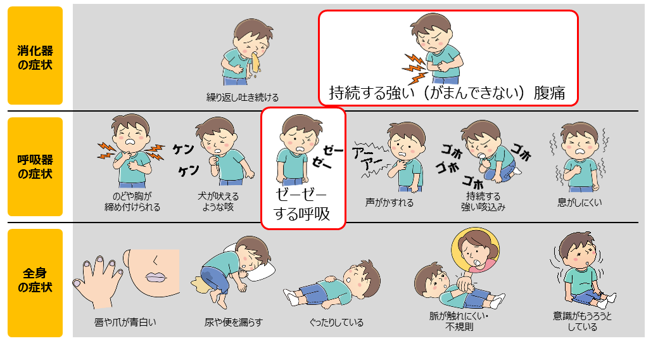 消化器
の症状
繰り返し吐き続ける
持続する強い（がまんできない）腹痛
呼吸器
の症状
のどや胸が
締め付けられる
ケン
ケン
犬が吠える
ような咳
ゼー
ゼー
ゼーゼー
する呼吸
アー
アー
声がかすれる
ゴホ
ゴホ
ゴホ
ゴホ
持続する
強い咳込み
息がしにくい
全身
の症状
唇や爪が青白い
尿や便を漏らす
ぐったりしている
脈が触れにくい・
不規則
意識がもうろうと
している